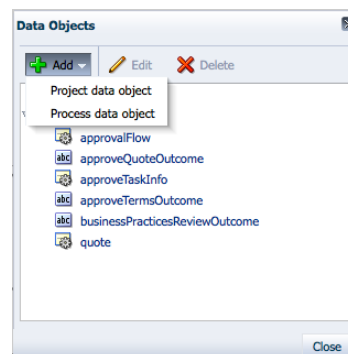 Data Objects
Add Edit Delete
Project data object
Process data object
approvalFlow
abc approveQuoteOutcome
approveTaskInfo
abc approveTermsOutcome
abc businessPracticesReviewOutcome
quote
Close